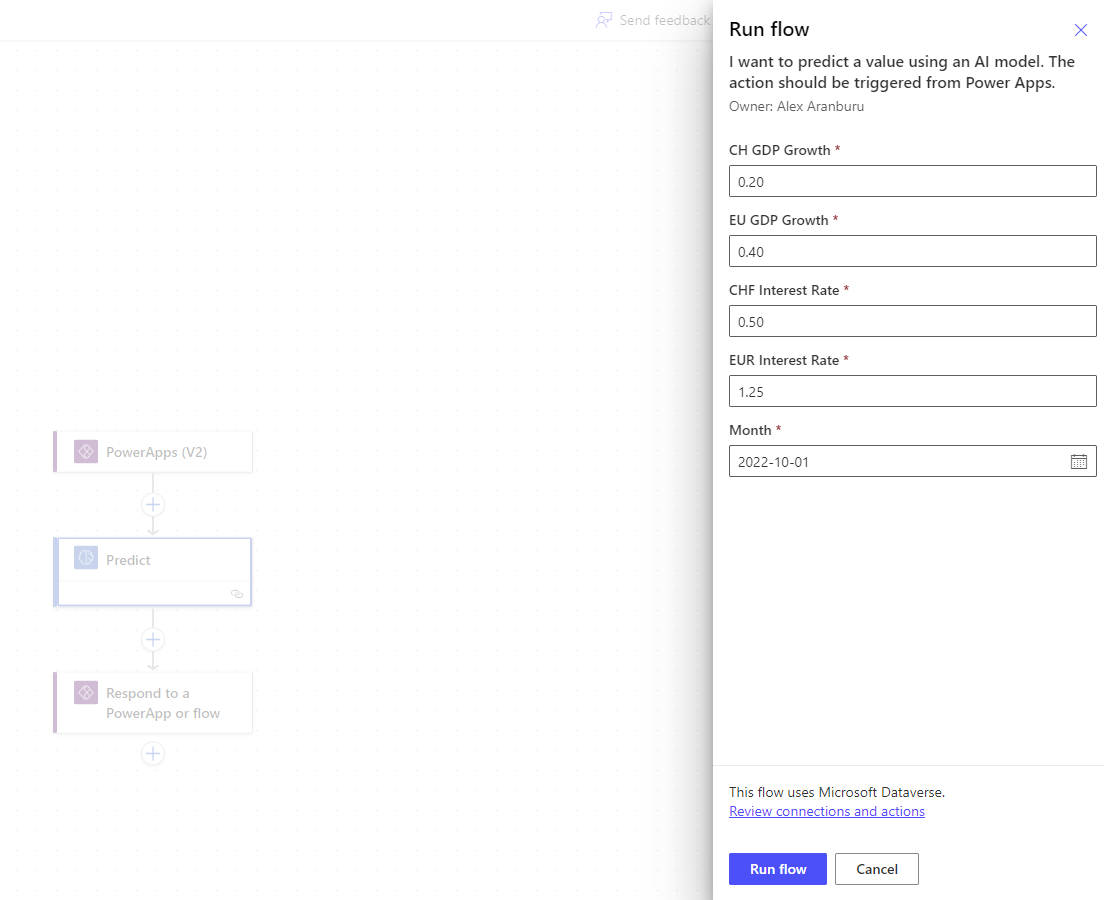 Send feedback
Run flow
I want to predict a value using an AI model. The
action should be triggered from Power Apps.
Owner: Alex Aranburu
CH GDP Growth *
0.20
EU GDP Growth *
0.40
CHF Interest Rate *
0.50
EUR Interest Rate *
1.25
Month *
2022-10-01
PowerApps (V2)
Predict
Respond to a
PowerApp or flow
This flow uses Microsoft Dataverse.
Review connections and actions
Run flow
Cancel